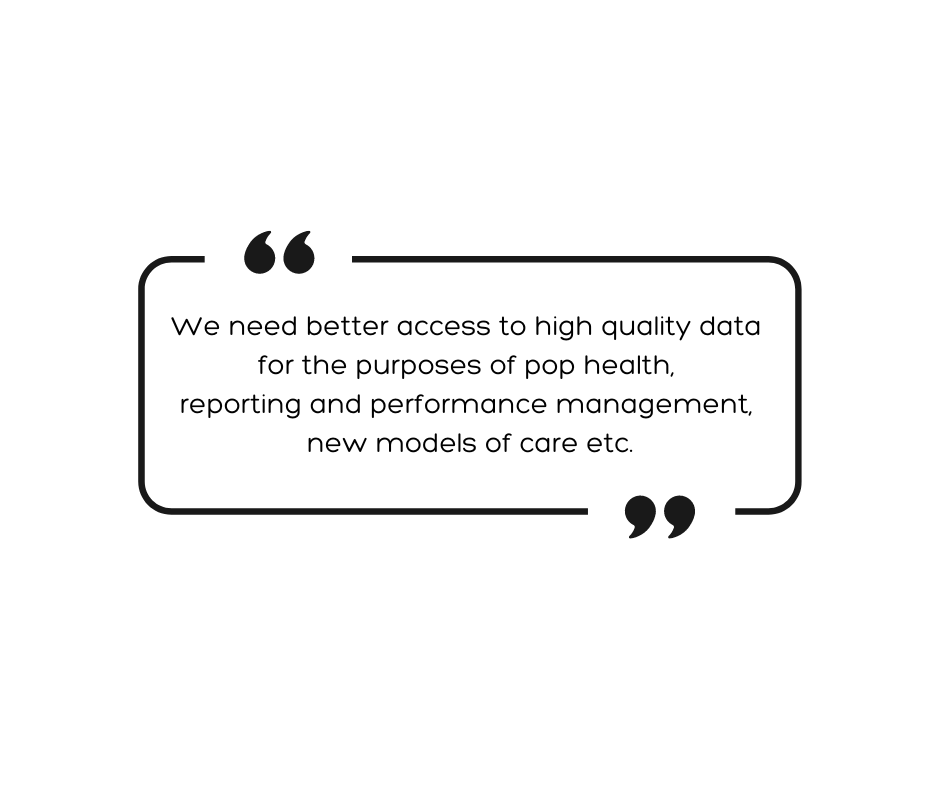 “
We need better access to high quality data
for the purposes of pop health,
reporting and performance management,
new models of care etc.
”